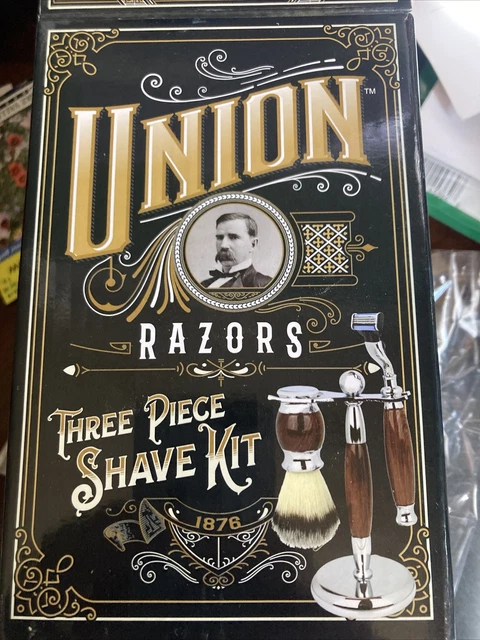 UNION™
RAZORS
THREE PIECE
SHAVE KIT
1876